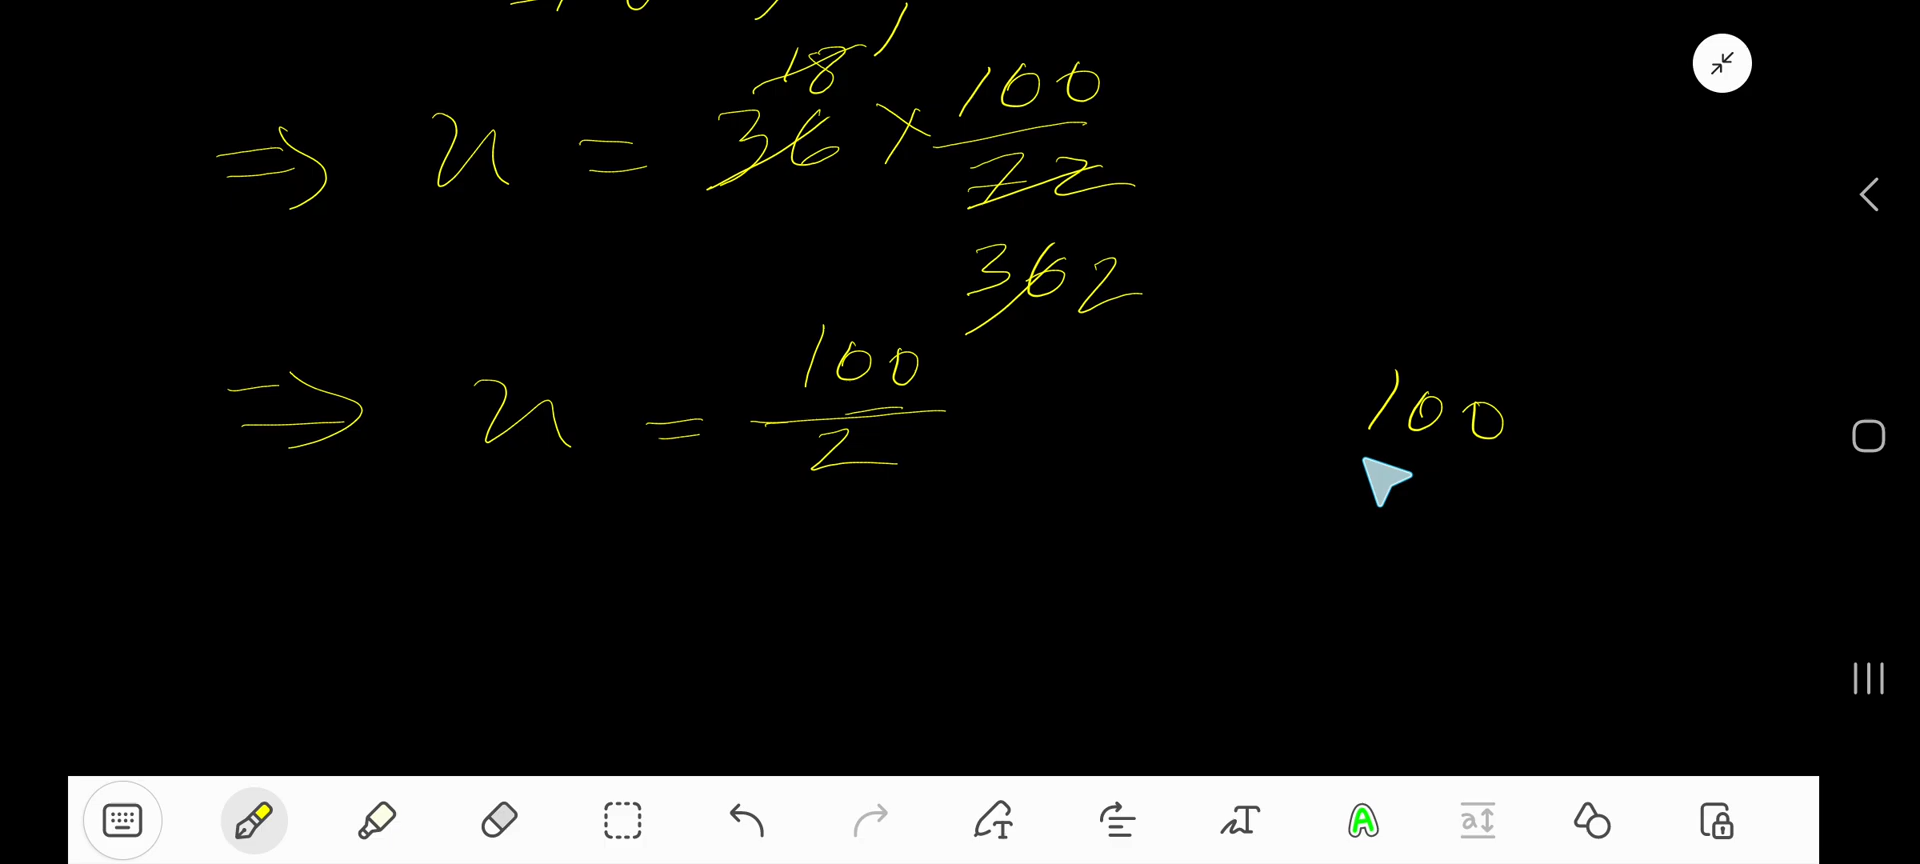 18
⇒ x = 36 × 100/72
362
⇒ x = 100/2
100